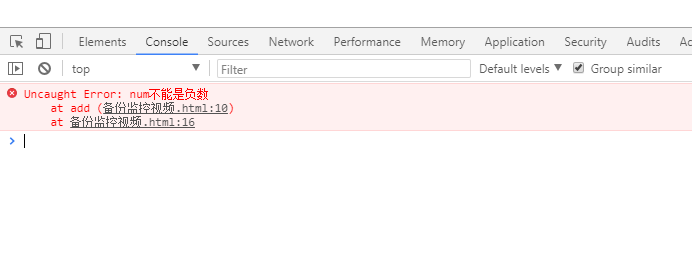 Elements Console Sources Network Performance Memory Application Security Audits
top Filter Default levels ▼ Group similar
Uncaught Error: num不能是负数
at add (备份监控视频.html:10)
at 备份监控视频.html:16
>